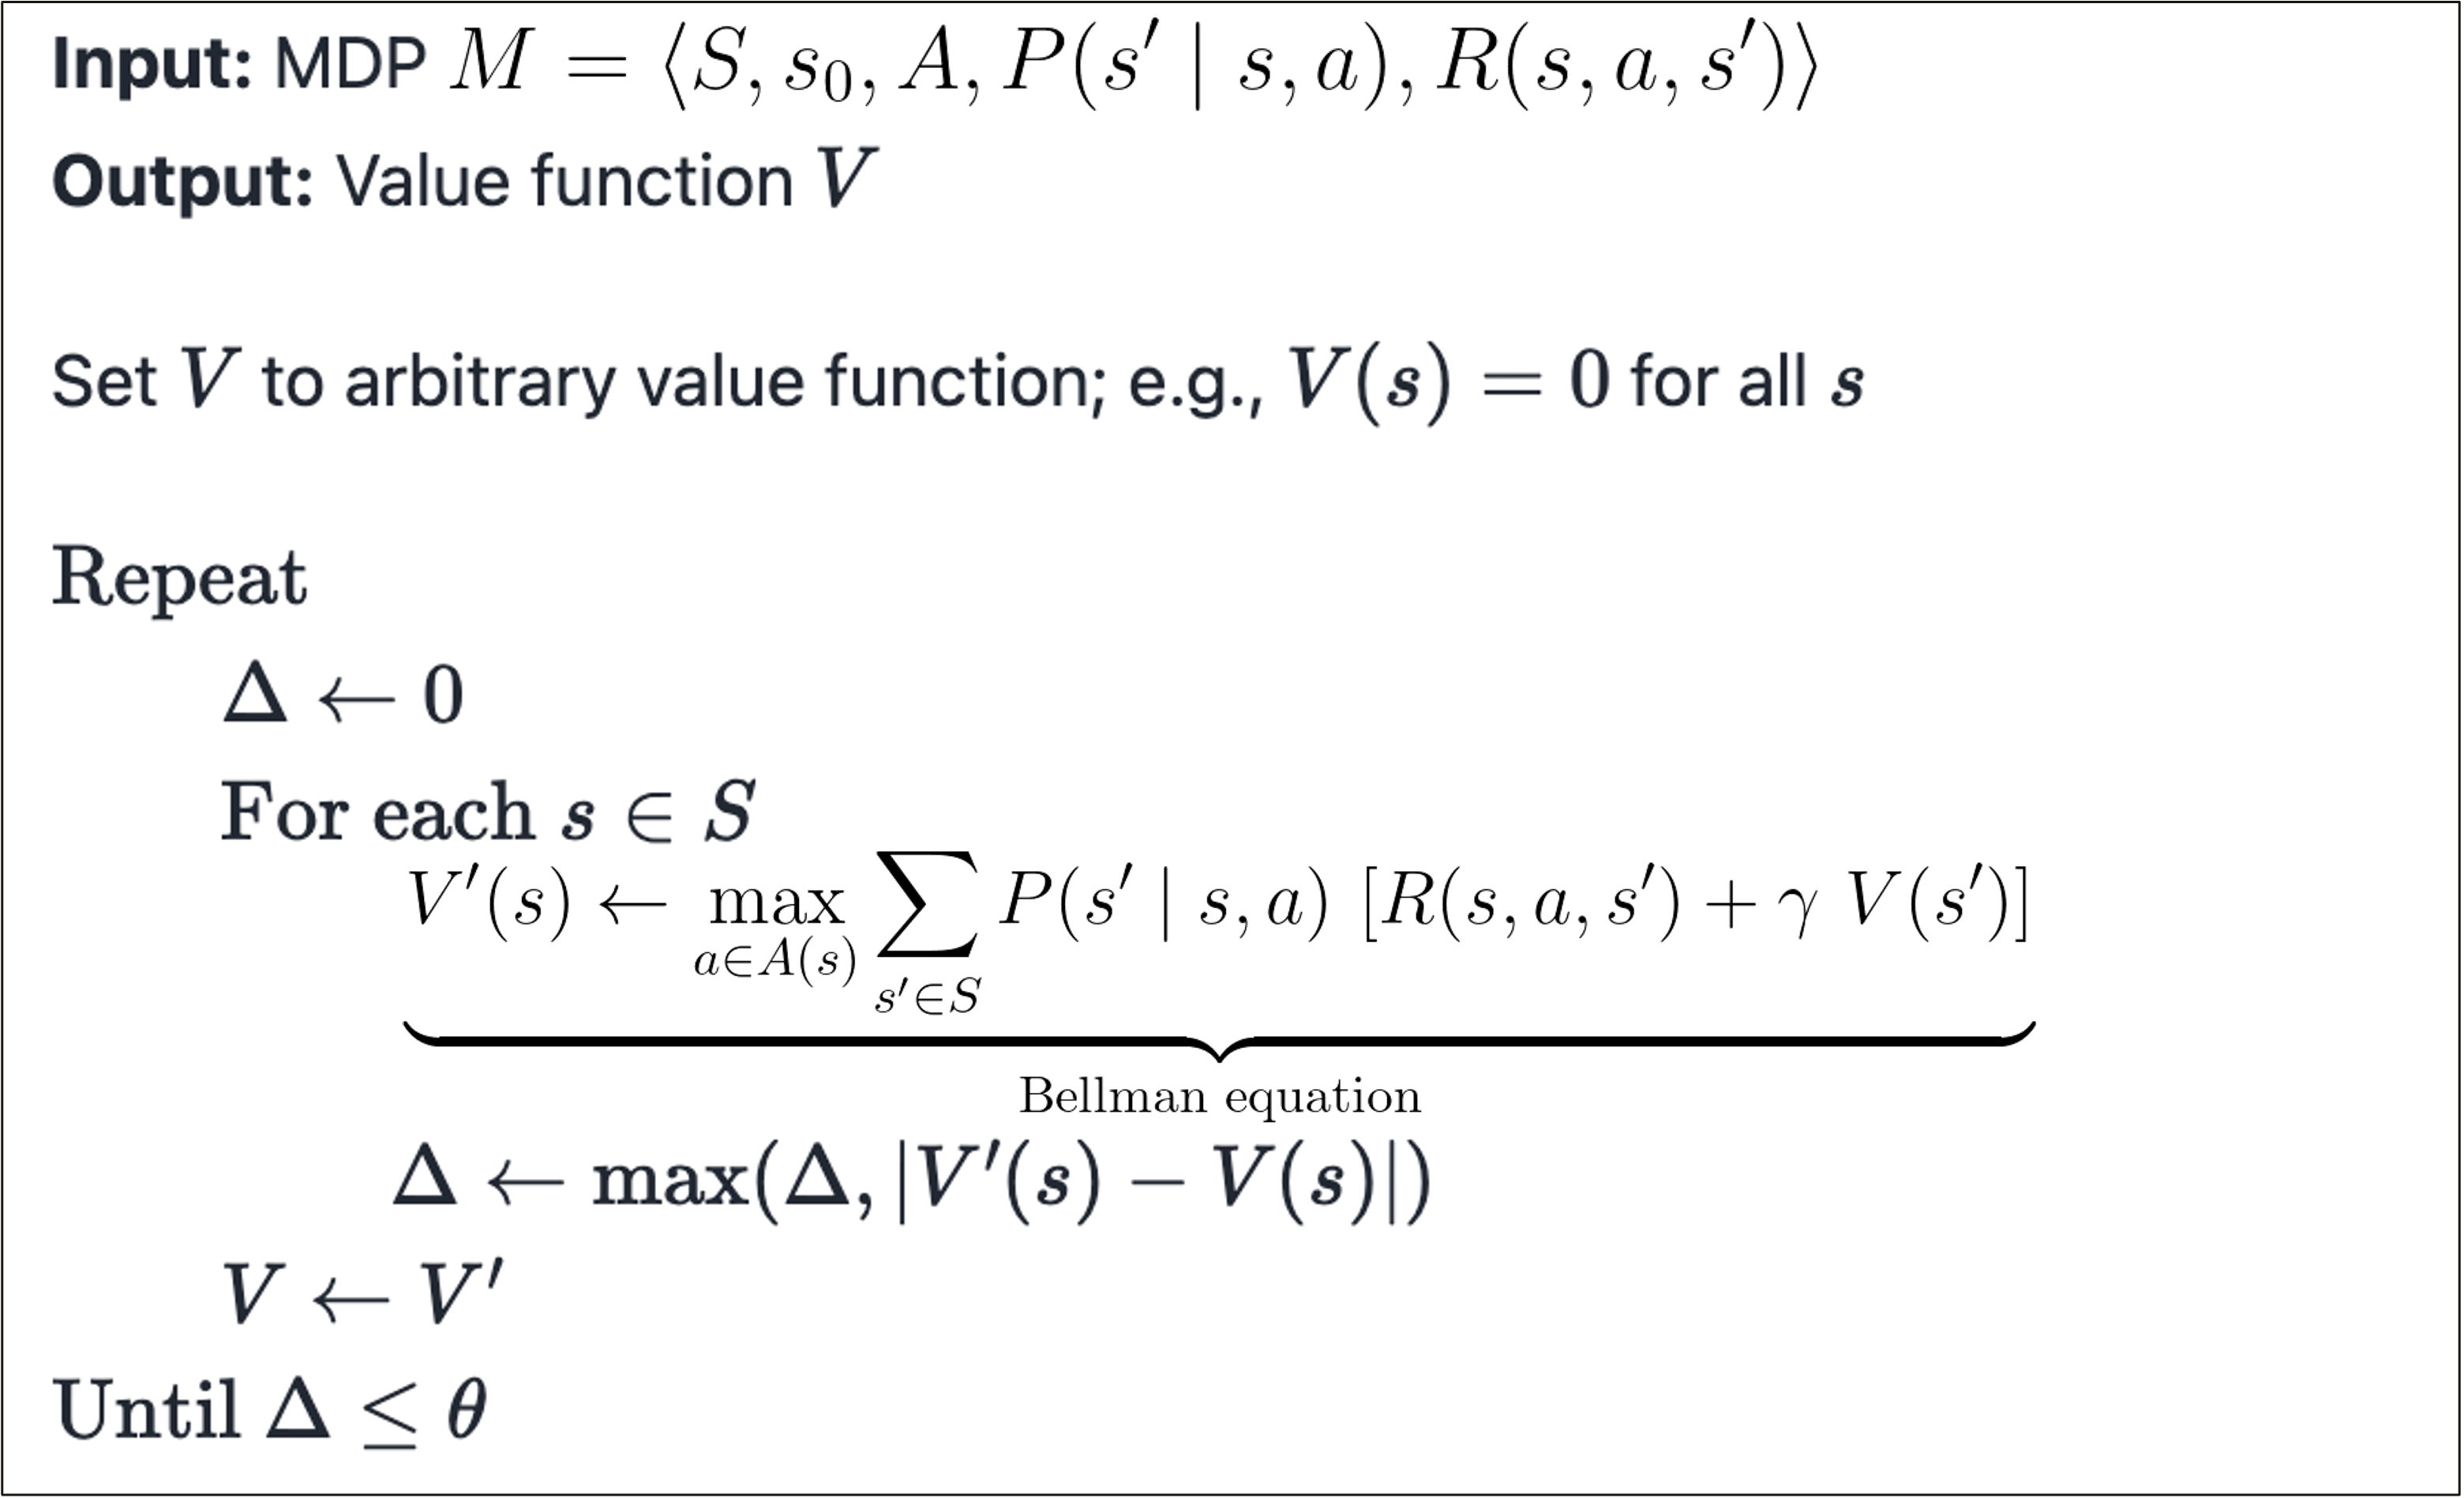 Input: MDP M = ⟨S, s₀, A, P(s′ | s, a), R(s, a, s′)⟩
Output: Value function V
Set V to arbitrary value function; e.g., V(s) = 0 for all s
Repeat
Δ ← 0
For each s ∈ S
V′(s) ← max_{a∈A(s)} ∑_{s′∈S} P(s′ | s, a) [R(s, a, s′) + γ V(s′)]
Bellman equation
Δ ← max(Δ, |V′(s) − V(s)|)
V ← V′
Until Δ ≤ θ